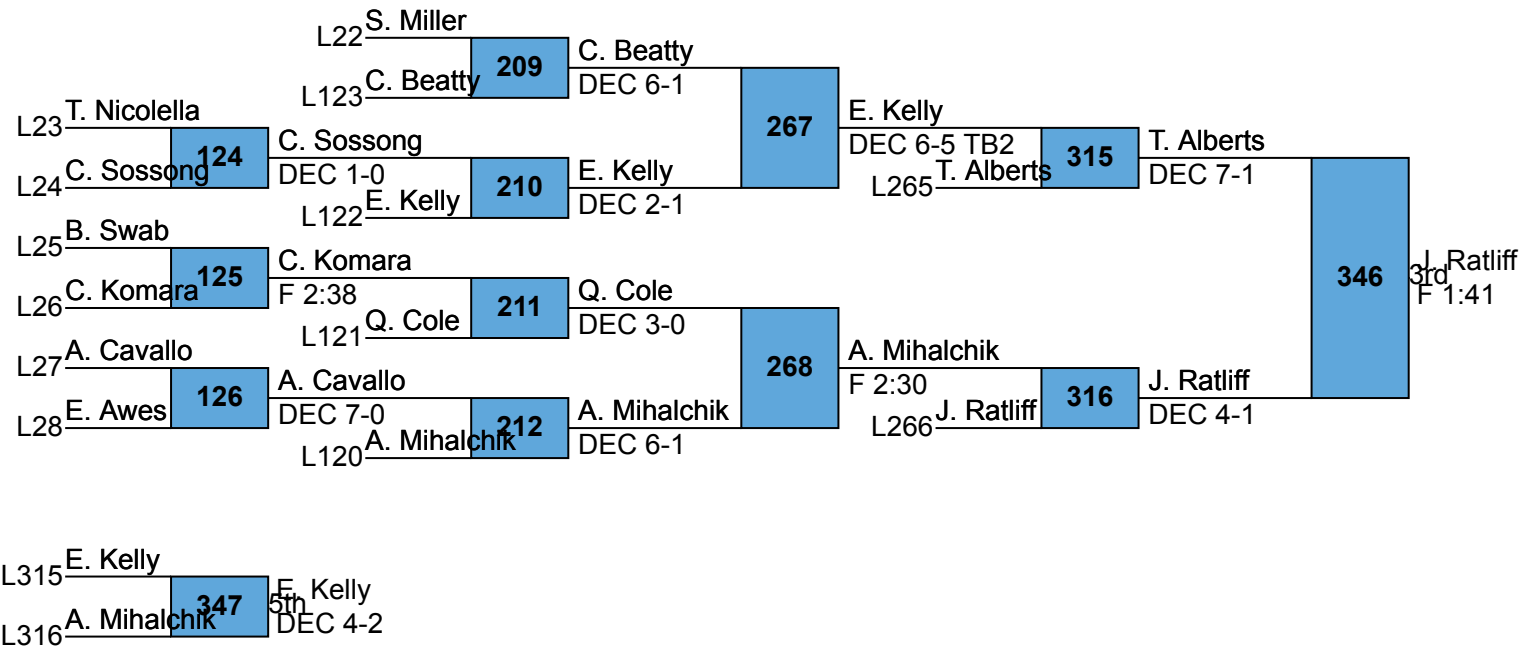 S. Miller
L22
209
C. Beatty
DEC 6-1
C. Beatty
L123
T. Nicolella
L23
124
C. Sossong
DEC 1-0
C. Sossong
L24
210
E. Kelly
DEC 2-1
E. Kelly
L122
267
E. Kelly
DEC 6-5 TB2
T. Alberts
L265
315
T. Alberts
DEC 7-1
B. Swab
L25
125
C. Komara
F 2:38
C. Komara
L26
211
Q. Cole
DEC 3-0
Q. Cole
L121
346
3rd
J. Ratliff
F 1:41
A. Cavallo
L27
126
A. Cavallo
DEC 7-0
E. Awes
L28
212
A. Mihalchik
DEC 6-1
A. Mihalchik
L120
268
A. Mihalchik
F 2:30
J. Ratliff
L266
316
J. Ratliff
DEC 4-1
E. Kelly
L315
347
5th
E. Kelly
DEC 4-2
A. Mihalchik
L316